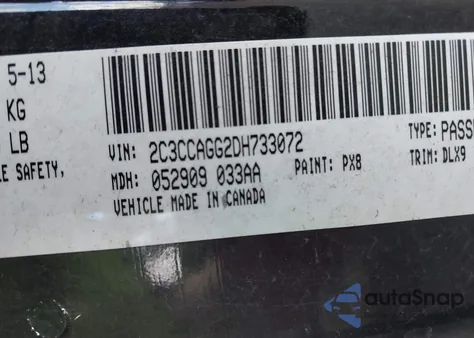 5-13
KG
LB
LE SAFETY,
VIN: 2C3CCAGG2DH733072
TYPE: PASS
MDH: 052909 033AA
PAINT: PX8
TRIM: DLX9
VEHICLE MADE IN CANADA
autoSnap